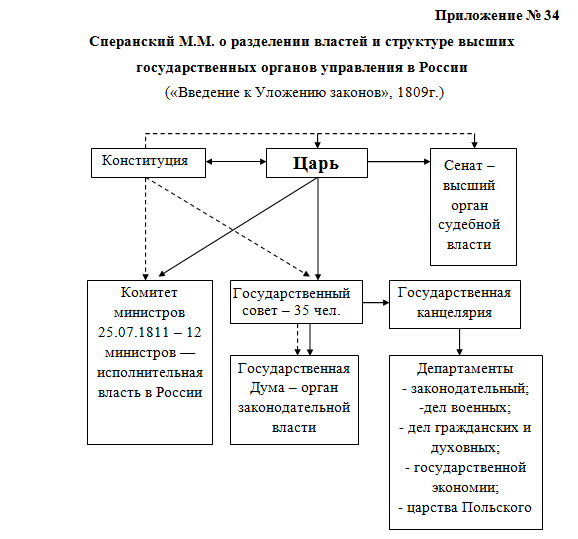 Приложение № 34
Сперанский М.М. о разделении властей и структуре высших
государственных органов управления в России
(«Введение к Уложению законов», 1809г.)
Конституция
Царь
Сенат –
высший
орган
судебной
власти
Комитет
министров
25.07.1811 – 12
министров —
исполнительная
власть в России
Государственный
совет – 35 чел.
Государственная
канцелярия
Государственная
Дума – орган
законодательной
власти
Департаменты
- законодательный;
-дел военных;
- дел гражданских и
духовных;
- государственной
экономии;
- царства Польского